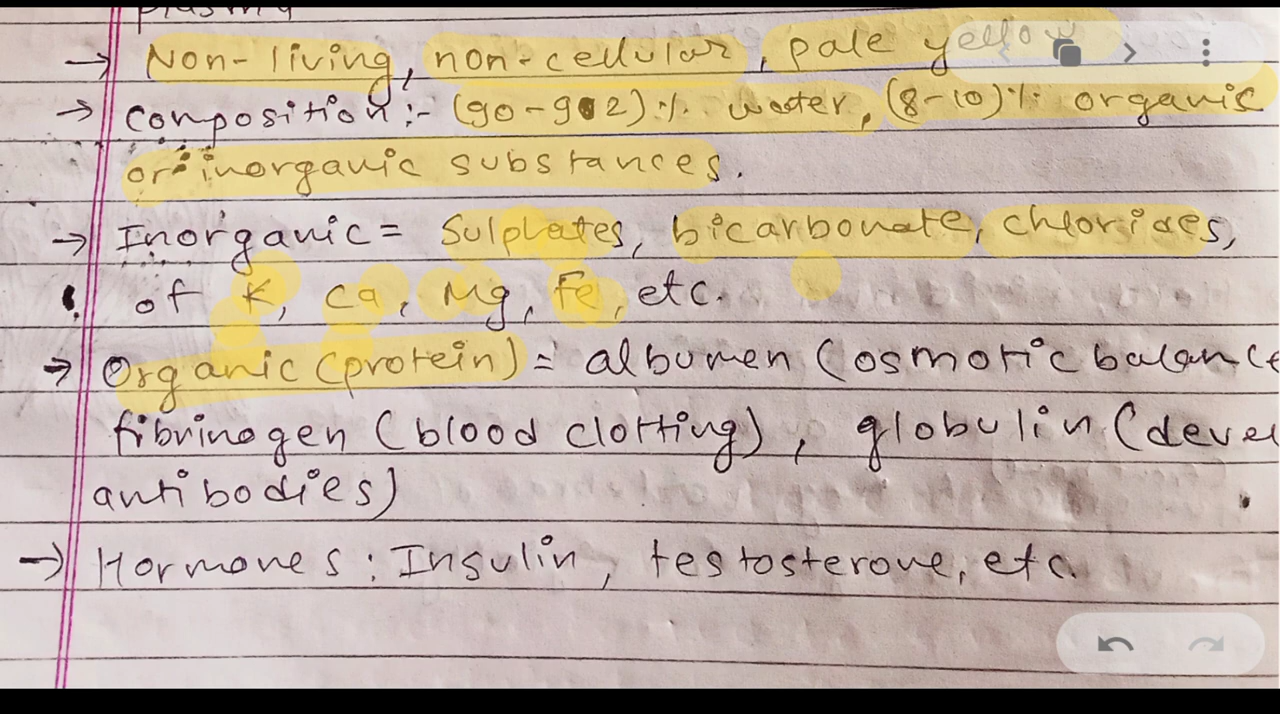 plasma
→ Non-living, non-cellular, pale yellow
→ Composition:- (90-92)% water, (8-10)% organic
or inorganic substances.
→ Inorganic = Sulphates, bicarbonate, chlorides,
of K, Ca, Mg, Fe, etc.
→ Organic (protein) = albumen (osmotic balance
fibrinogen (blood clotting), globulin (devel
antibodies)
→ Hormones: Insulin, testosterone, etc.